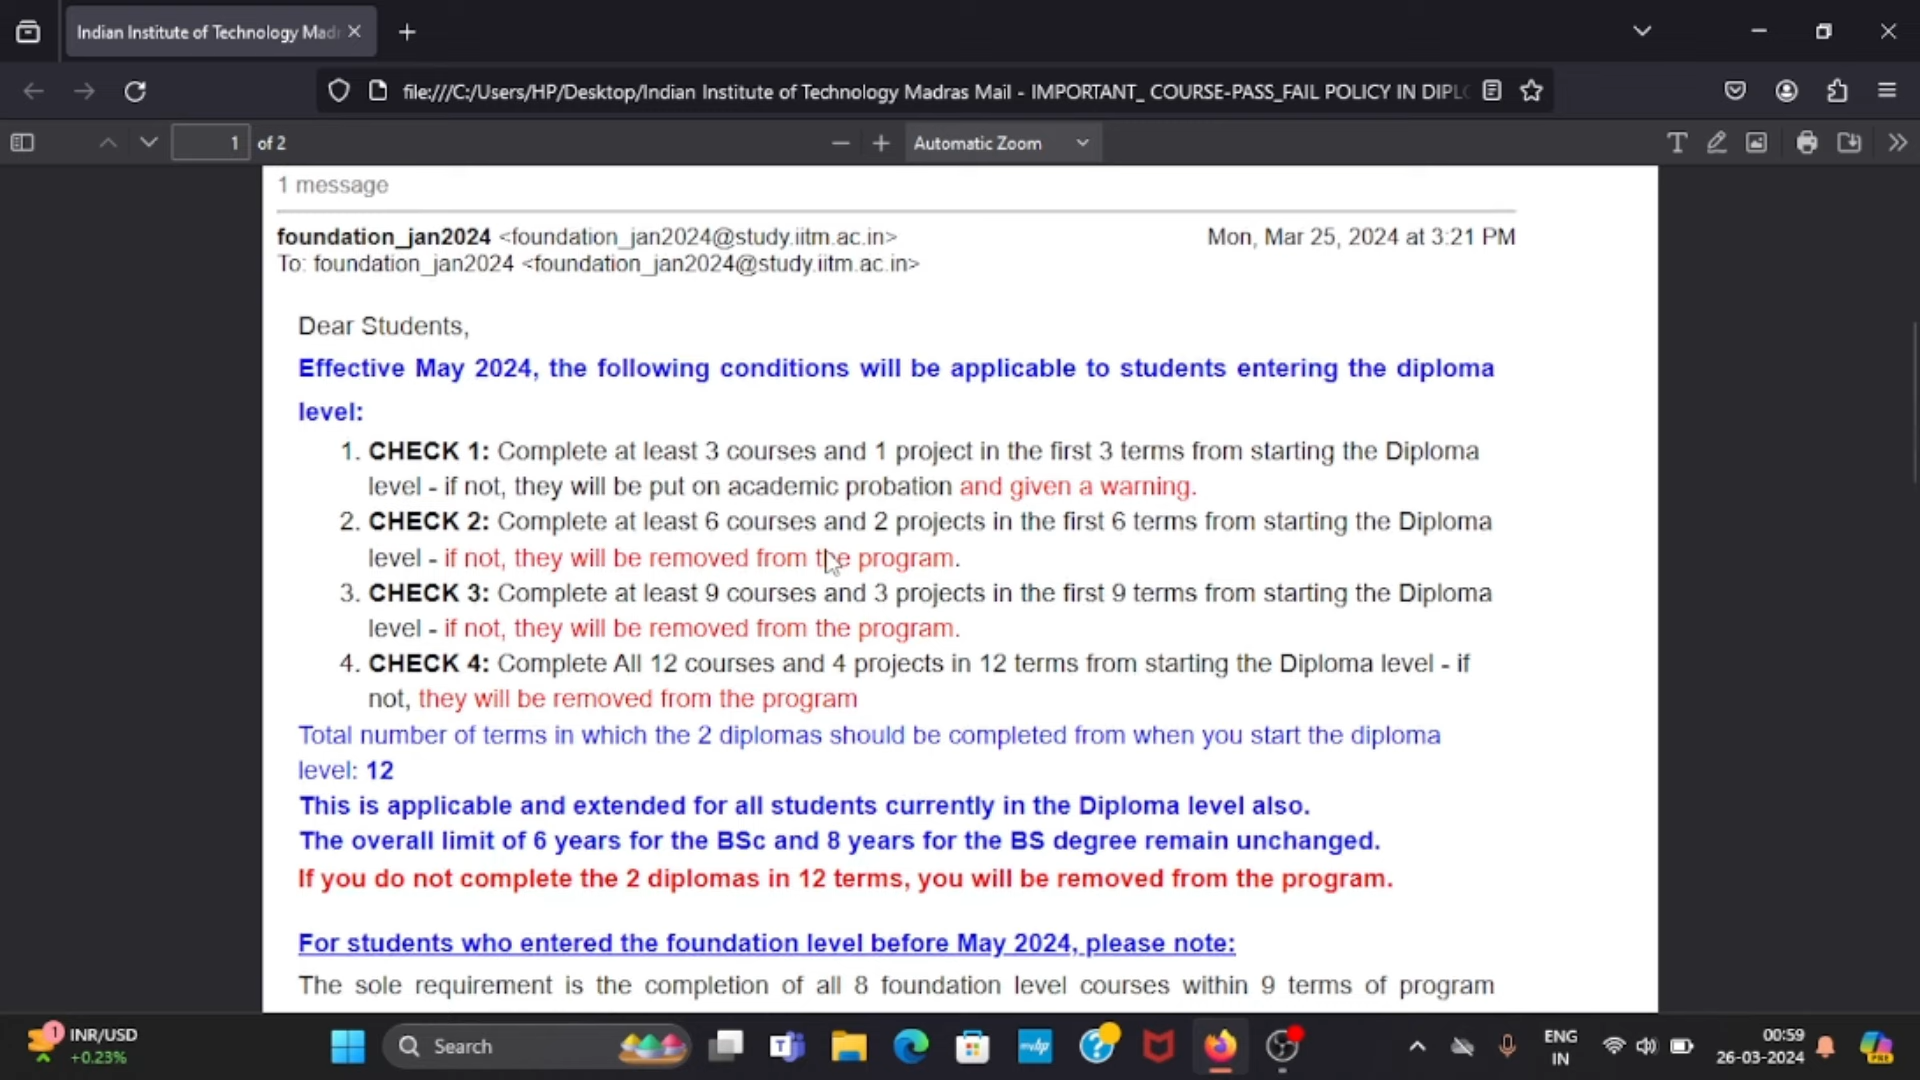 Indian Institute of Technology Mad
file:///C:/Users/HP/Desktop/Indian Institute of Technology Madras Mail - IMPORTANT_ COURSE-PASS_FAIL POLICY IN DIPL
1 of 2
Automatic Zoom
1 message
foundation_jan2024 <foundation_jan2024@study.iitm.ac.in> Mon, Mar 25, 2024 at 3:21 PM
To: foundation_jan2024 <foundation_jan2024@study.iitm.ac.in>
Dear Students,
Effective May 2024, the following conditions will be applicable to students entering the diploma
level:
1. CHECK 1: Complete at least 3 courses and 1 project in the first 3 terms from starting the Diploma
level - if not, they will be put on academic probation and given a warning.
2. CHECK 2: Complete at least 6 courses and 2 projects in the first 6 terms from starting the Diploma
level - if not, they will be removed from the program.
3. CHECK 3: Complete at least 9 courses and 3 projects in the first 9 terms from starting the Diploma
level - if not, they will be removed from the program.
4. CHECK 4: Complete All 12 courses and 4 projects in 12 terms from starting the Diploma level - if
not, they will be removed from the program
Total number of terms in which the 2 diplomas should be completed from when you start the diploma
level: 12
This is applicable and extended for all students currently in the Diploma level also.
The overall limit of 6 years for the BSc and 8 years for the BS degree remain unchanged.
If you do not complete the 2 diplomas in 12 terms, you will be removed from the program.
For students who entered the foundation level before May 2024, please note:
The sole requirement is the completion of all 8 foundation level courses within 9 terms of program
1
INR/USD
+0.23%
Search
myhp
ENG
IN
00:59
26-03-2024
PRE